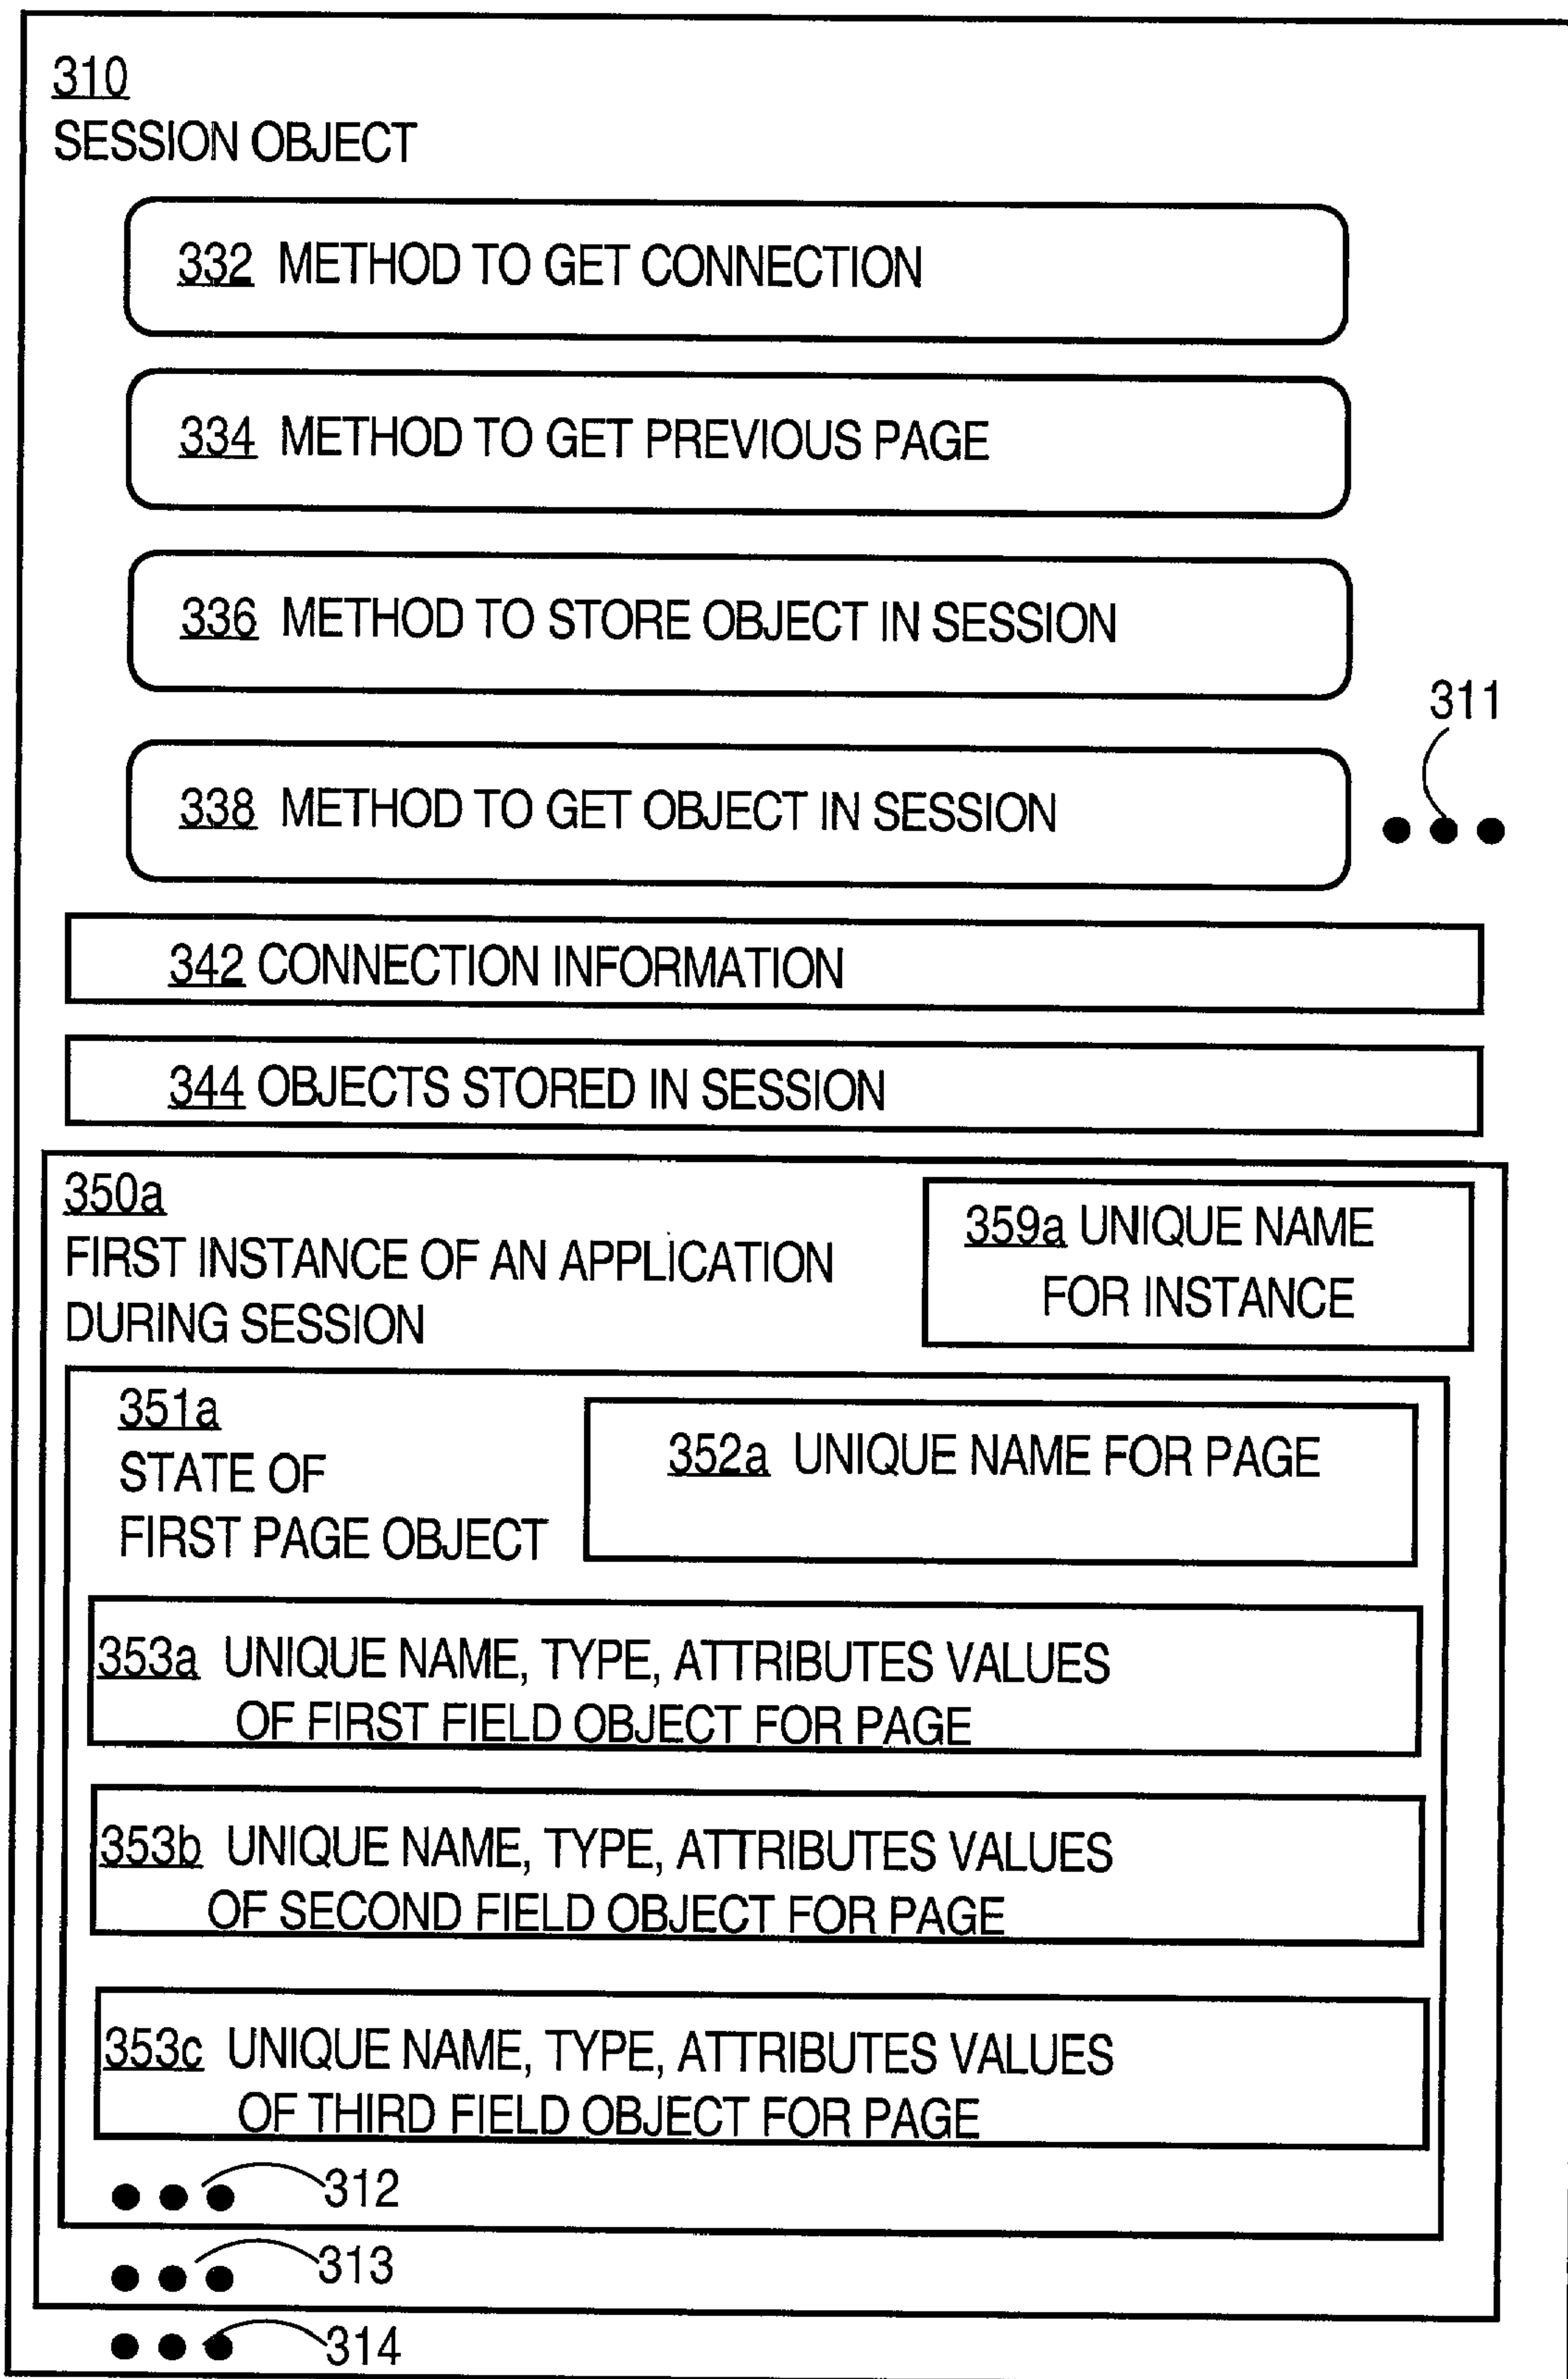 310
SESSION OBJECT
332 METHOD TO GET CONNECTION
334 METHOD TO GET PREVIOUS PAGE
336 METHOD TO STORE OBJECT IN SESSION
311
338 METHOD TO GET OBJECT IN SESSION
342 CONNECTION INFORMATION
344 OBJECTS STORED IN SESSION
350a
FIRST INSTANCE OF AN APPLICATION
DURING SESSION
359a UNIQUE NAME
FOR INSTANCE
351a
STATE OF
FIRST PAGE OBJECT
352a UNIQUE NAME FOR PAGE
353a UNIQUE NAME, TYPE, ATTRIBUTES VALUES
OF FIRST FIELD OBJECT FOR PAGE
353b UNIQUE NAME, TYPE, ATTRIBUTES VALUES
OF SECOND FIELD OBJECT FOR PAGE
353c UNIQUE NAME, TYPE, ATTRIBUTES VALUES
OF THIRD FIELD OBJECT FOR PAGE
312
313
314